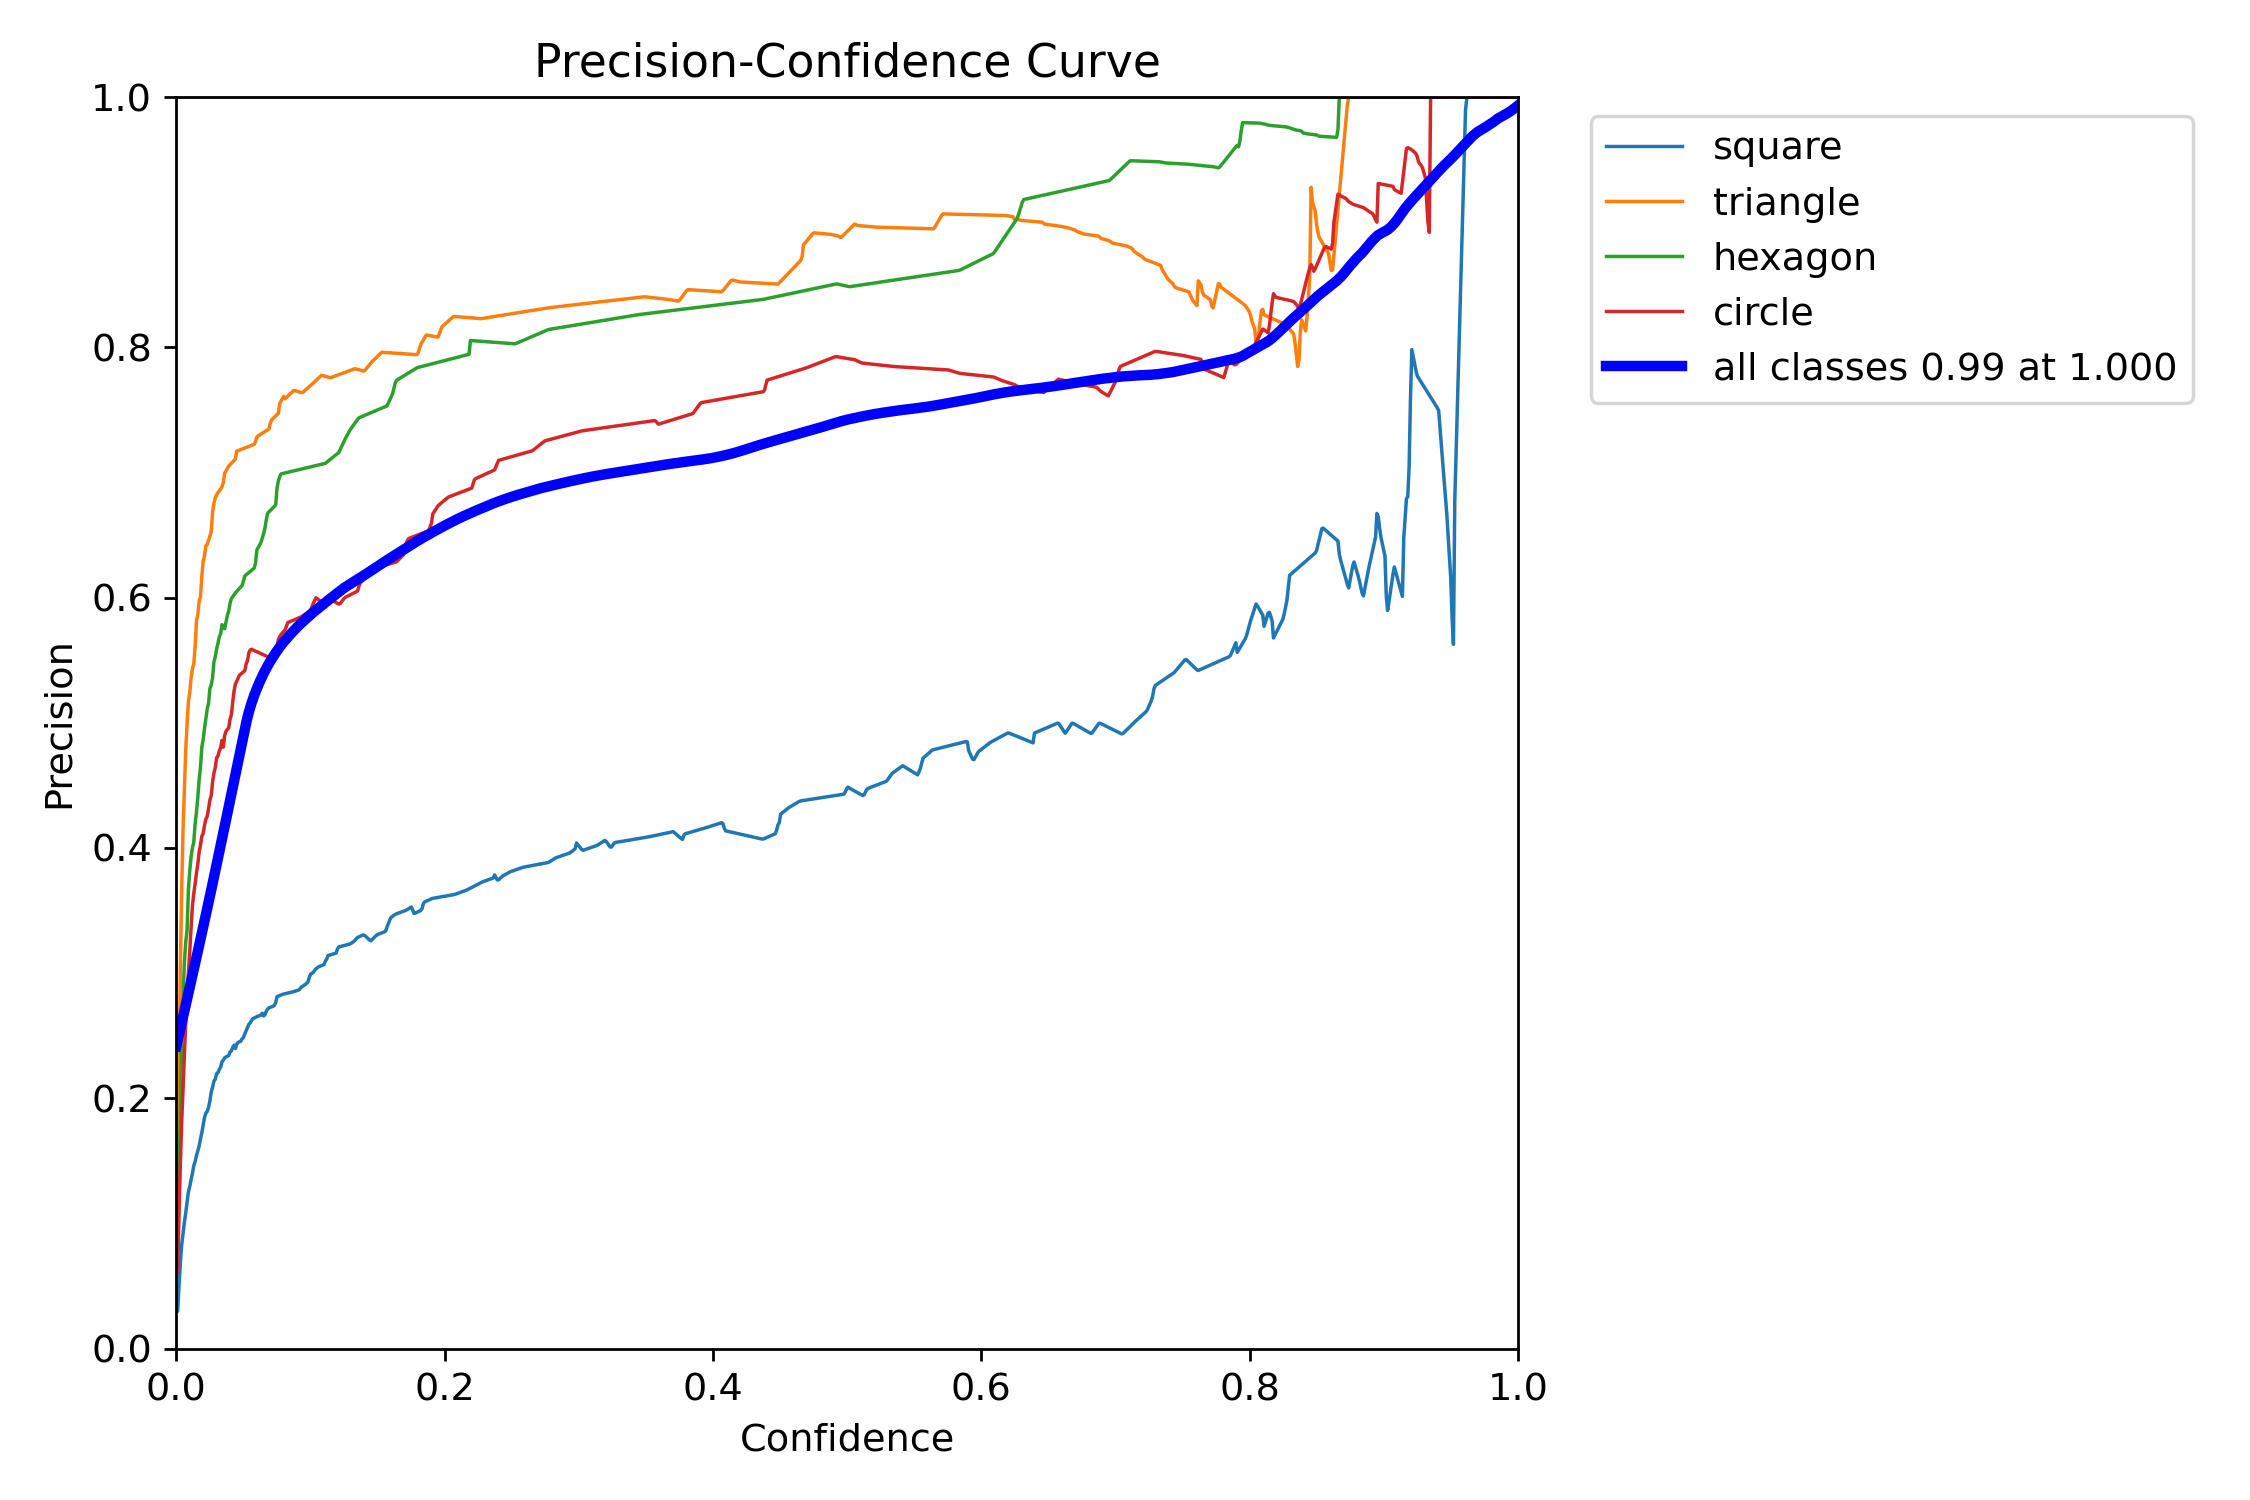 Precision-Confidence Curve
1.0
0.8
0.6
0.4
0.2
0.0
Precision
0.0 0.2 0.4 0.6 0.8 1.0
Confidence
square
triangle
hexagon
circle
all classes 0.99 at 1.000